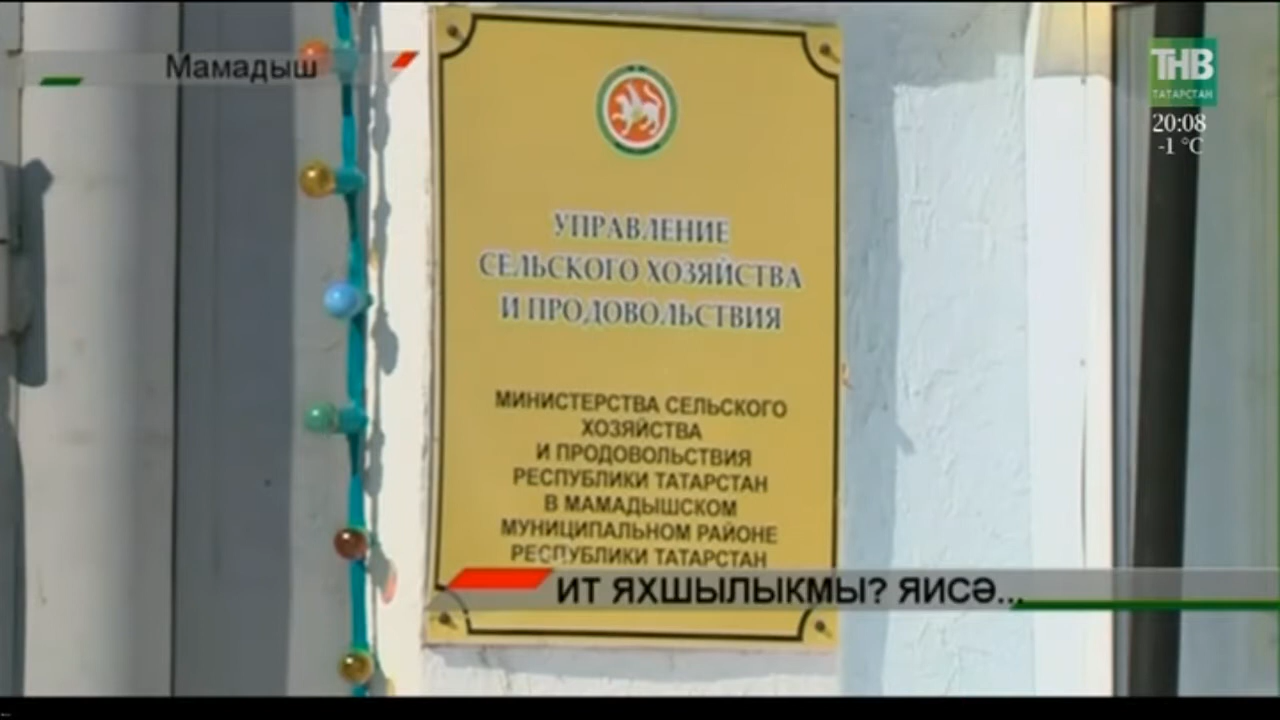 Мамадыш
ТНВ
ТАТАРСТАН
20:08
-1 °C
УПРАВЛЕНИЕ
СЕЛЬСКОГО ХОЗЯЙСТВА
И ПРОДОВОЛЬСТВИЯ
МИНИСТЕРСТВА СЕЛЬСКОГО
ХОЗЯЙСТВА
И ПРОДОВОЛЬСТВИЯ
РЕСПУБЛИКИ ТАТАРСТАН
В МАМАДЫШСКОМ
МУНИЦИПАЛЬНОМ РАЙОНЕ
РЕСПУБЛИКИ ТАТАРСТАН
ИТ ЯХШЫЛЫКМЫ? ЯИСӘ...